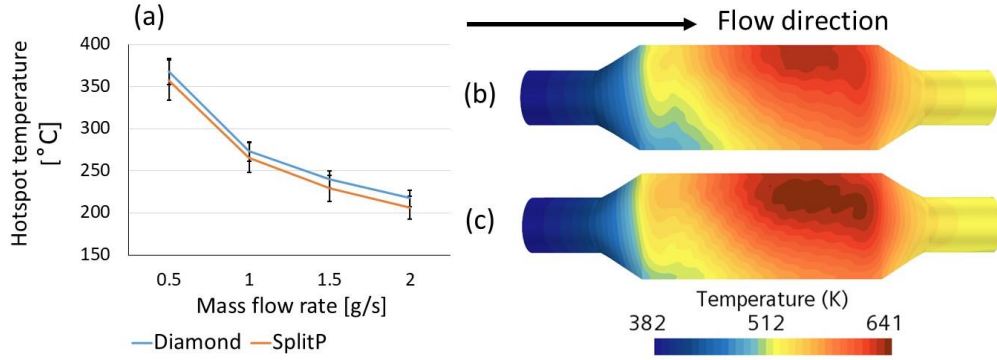 (a)
Hotspot temperature
[°C]
400
350
300
250
200
150
0.5 1 1.5 2
Mass flow rate [g/s]
Diamond SplitP
Flow direction
(b)
(c)
Temperature (K)
382 512 641